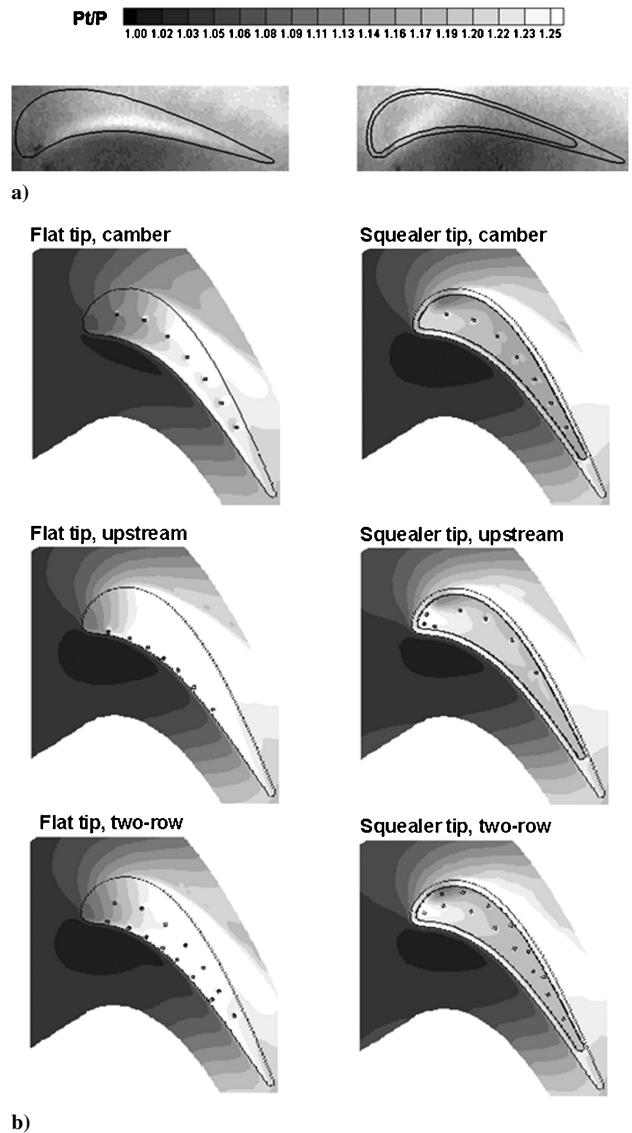 Pt/P
1.00 1.02 1.03 1.05 1.06 1.08 1.09 1.11 1.13 1.14 1.16 1.17 1.19 1.20 1.22 1.23 1.25
a)
Flat tip, camber
Squealer tip, camber
Flat tip, upstream
Squealer tip, upstream
Flat tip, two-row
Squealer tip, two-row
b)